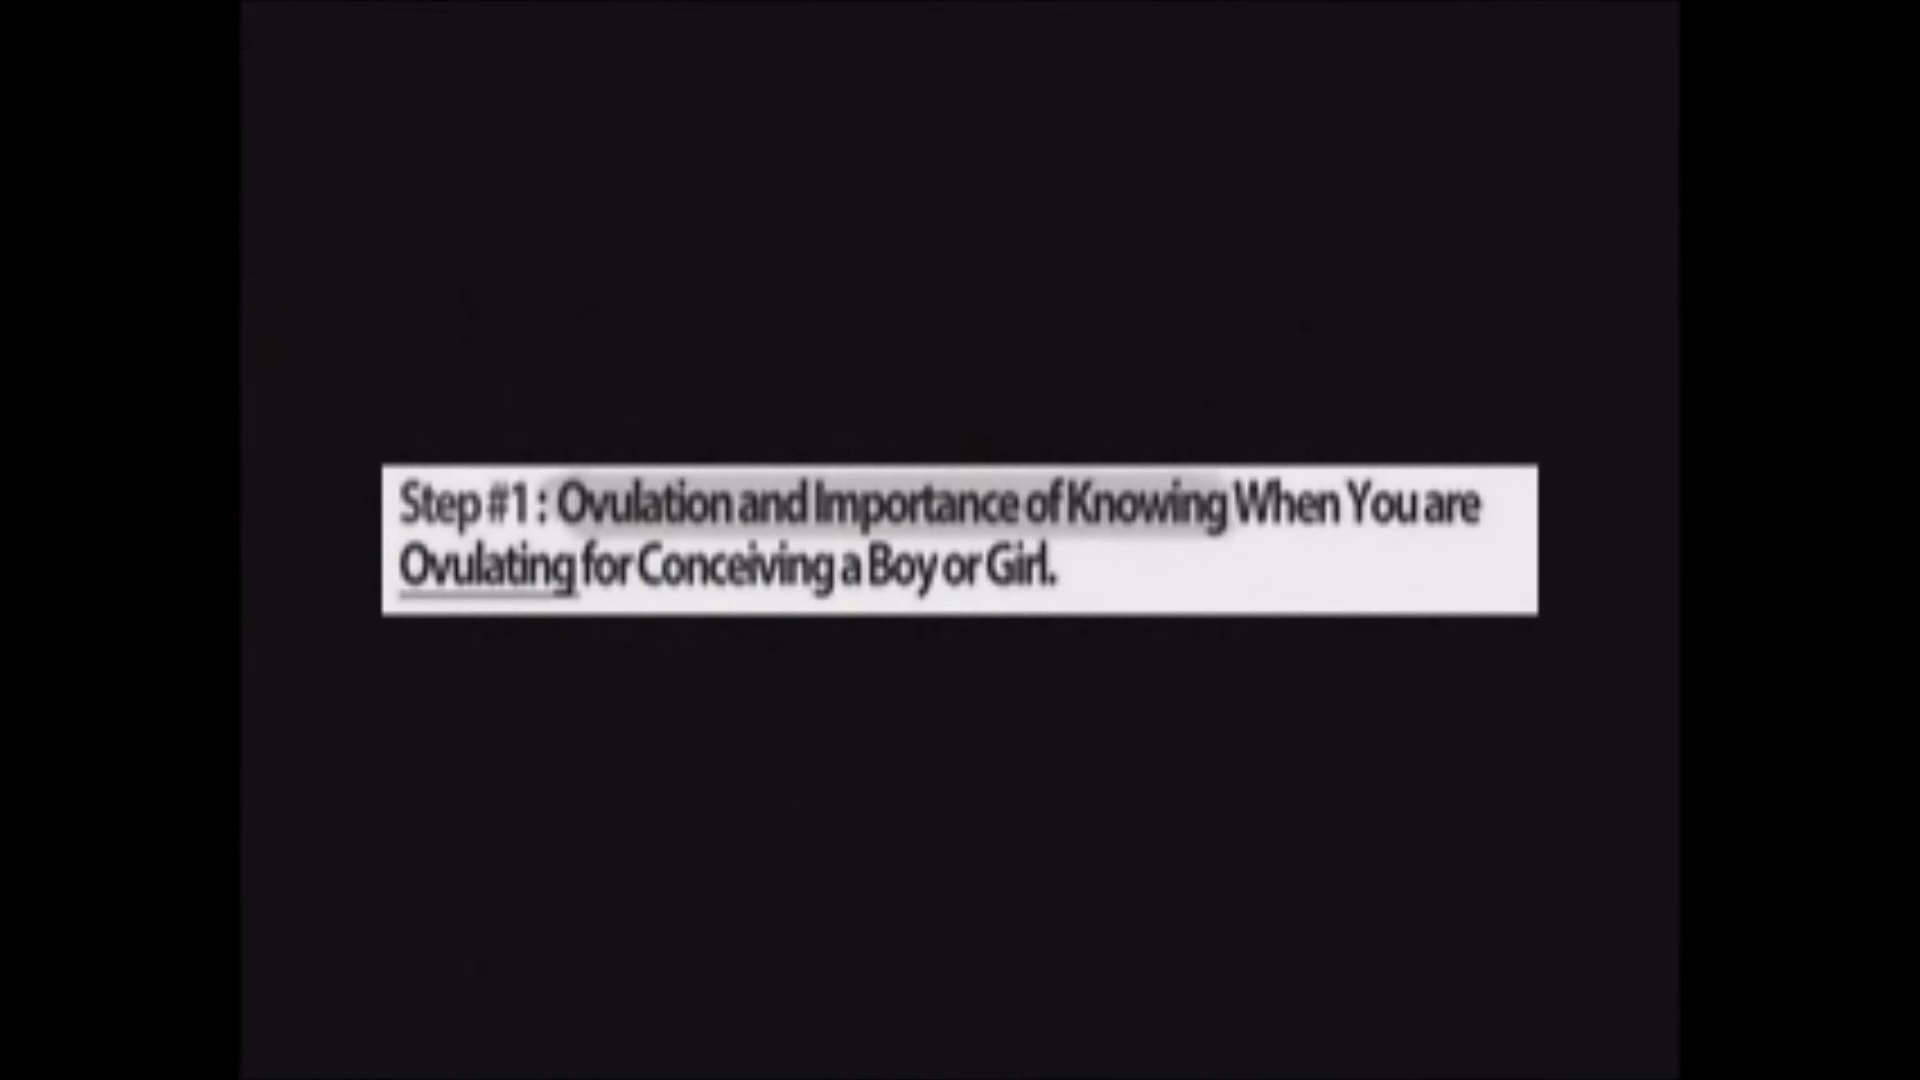 Step #1 : Ovulation and Importance of Knowing When You are
Ovulating for Conceiving a Boy or Girl.